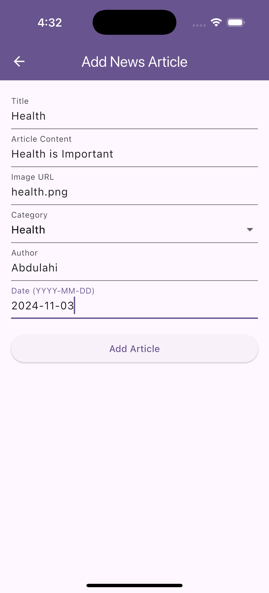 4:32
Add News Article
Title
Health
Article Content
Health is Important
Image URL
health.png
Category
Health
Author
Abdulahi
Date (YYYY-MM-DD)
2024-11-03
Add Article